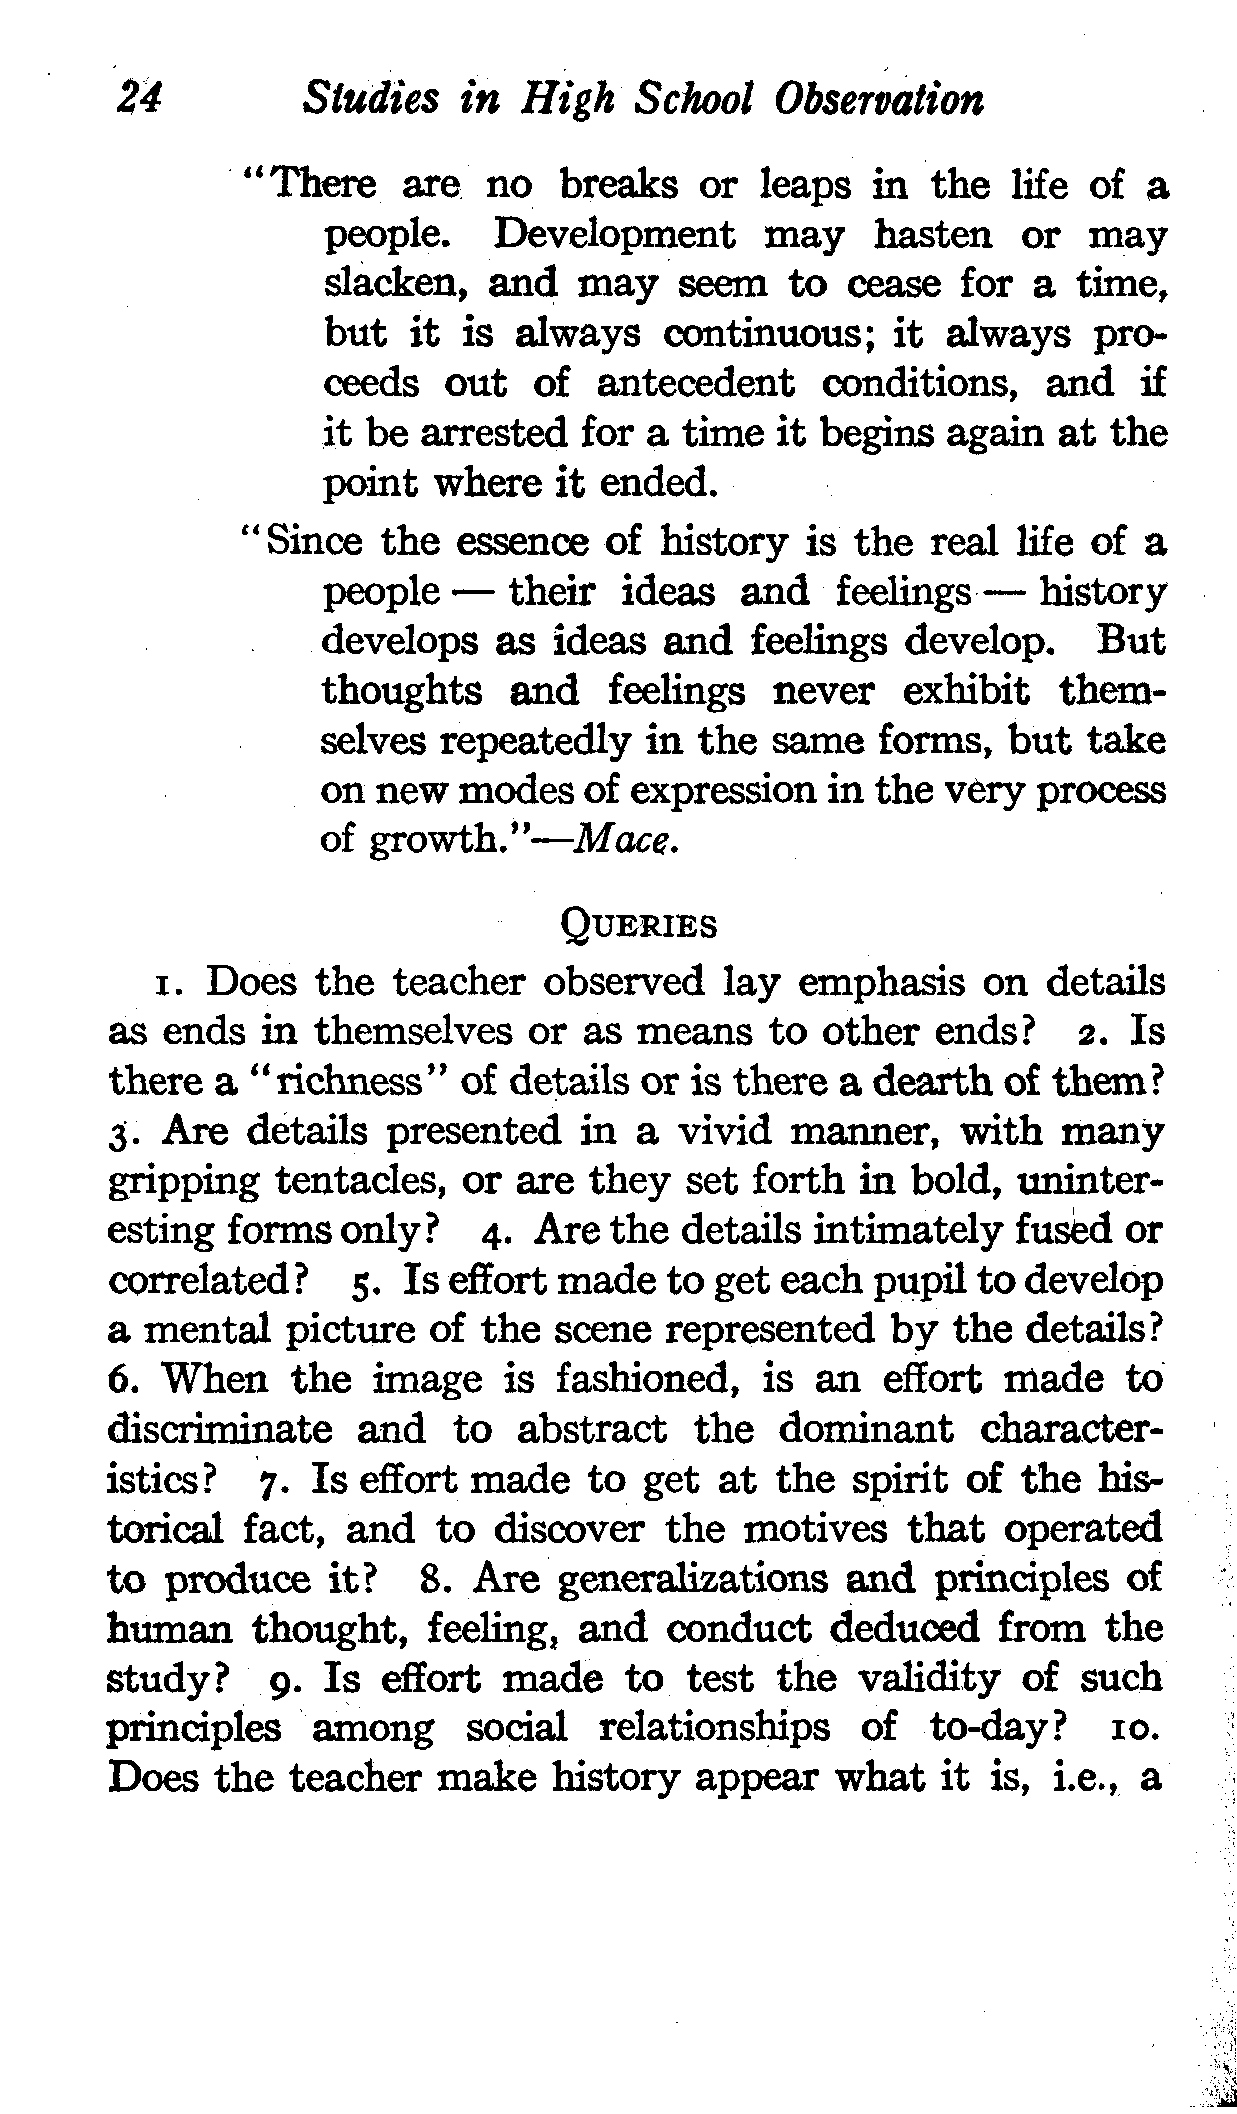 24 Studies in High School Observation
"There are no breaks or leaps in the life of a
people. Development may hasten or may
slacken, and may seem to cease for a time,
but it is always continuous; it always pro-
ceeds out of antecedent conditions, and if
it be arrested for a time it begins again at the
point where it ended.
"Since the essence of history is the real life of a
people — their ideas and feelings — history
develops as ideas and feelings develop. But
thoughts and feelings never exhibit them-
selves repeatedly in the same forms, but take
on new modes of expression in the very process
of growth."—Mace.
QUERIES
1. Does the teacher observed lay emphasis on details
as ends in themselves or as means to other ends? 2. Is
there a "richness" of details or is there a dearth of them?
3. Are details presented in a vivid manner, with many
gripping tentacles, or are they set forth in bold, uninter-
esting forms only? 4. Are the details intimately fused or
correlated? 5. Is effort made to get each pupil to develop
a mental picture of the scene represented by the details?
6. When the image is fashioned, is an effort made to
discriminate and to abstract the dominant character-
istics? 7. Is effort made to get at the spirit of the his-
torical fact, and to discover the motives that operated
to produce it? 8. Are generalizations and principles of
human thought, feeling, and conduct deduced from the
study? 9. Is effort made to test the validity of such
principles among social relationships of to-day? 10.
Does the teacher make history appear what it is, i.e., a